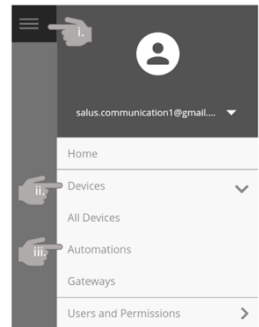 i.
salus.communication1@gmail....
Home
ii.
Devices
All Devices
iii.
Automations
Gateways
Users and Permissions